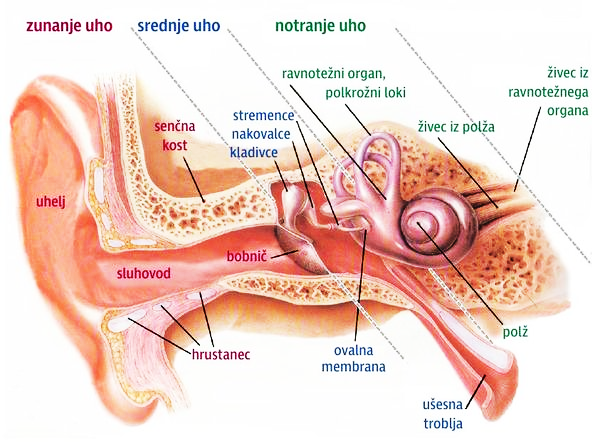 zunanje uho
srednje uho
notranje uho
ravnotežni organ,
polkrožni loki
živec iz
ravnotežnega
organa
stremence
nakovalce
kladivce
živec iz polža
senčna
kost
uhelj
bobnič
sluhovod
hrustanec
ovalna
membrana
polž
ušesna
troblja